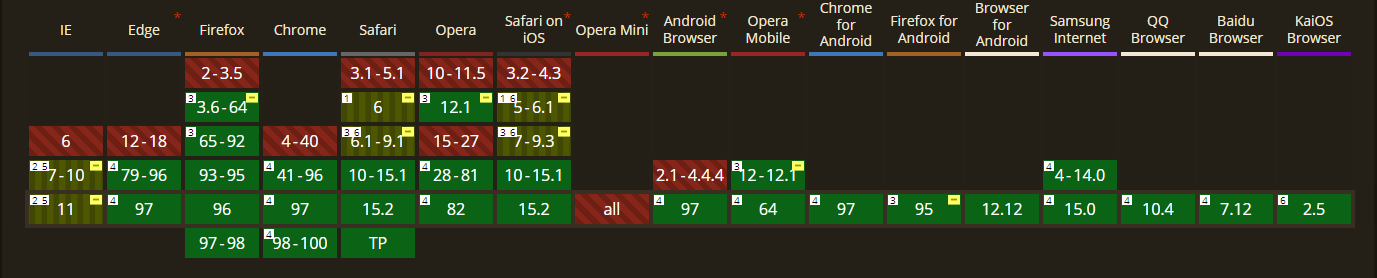 IE Edge * Firefox Chrome Safari Opera Safari on iOS * Opera Mini * Android Browser * Opera Mobile * Chrome for Android Firefox for Android Browser for Android Samsung Internet QQ Browser Baidu Browser KaiOS Browser
2-3.5 3.1-5.1 10-11.5 3.2-4.3
3 3.6-64 1 6 3 12.1 1 6 5-6.1
6 12-18 3 65-92 4-40 3 6 6.1-9.1 15-27 3 6 7-9.3
2 5 7-10 4 79-96 93-95 4 41-96 10-15.1 4 28-81 10-15.1 2.1-4.4.4 3 12-12.1 4 4-14.0
2 5 11 4 97 96 4 97 15.2 4 82 15.2 all 4 97 4 64 4 97 3 95 12.12 4 15.0 4 10.4 4 7.12 6 2.5
97-98 4 98-100 TP